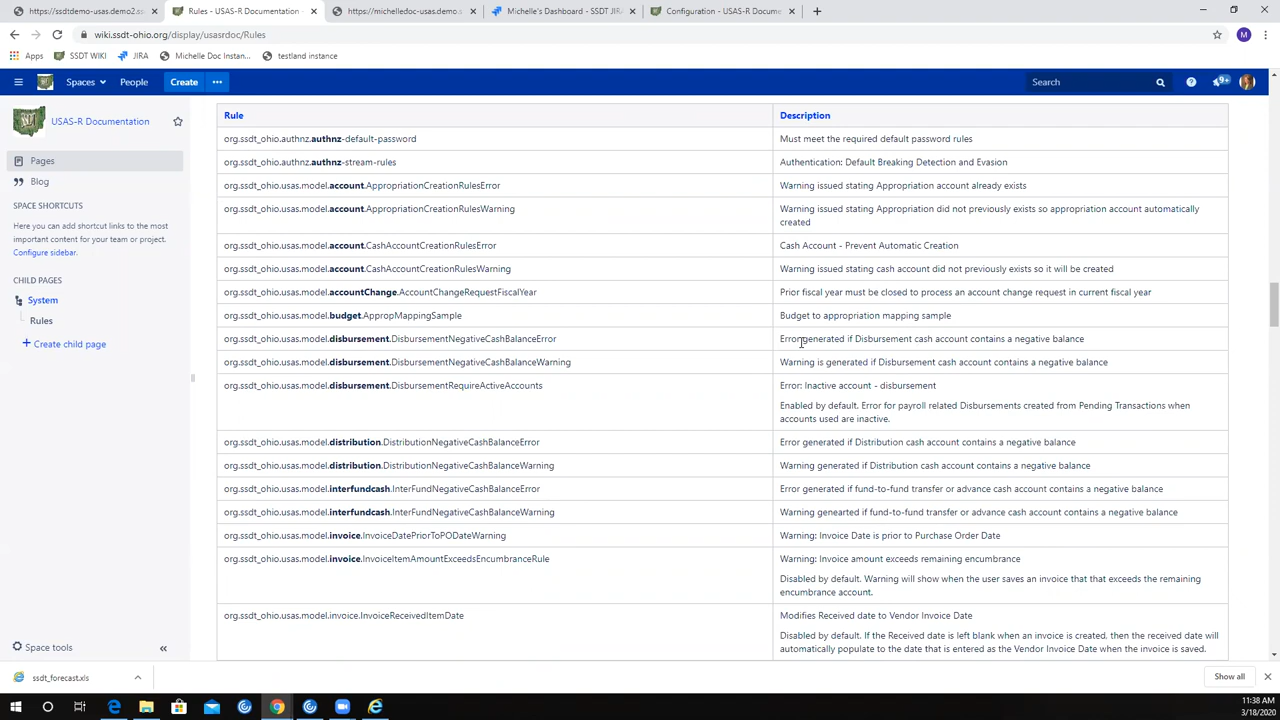 https://ssdtdemo-usas.demo2.ss
Rules - USAS-R Documentation -
https://michelledoc-usas.demo.s
Michelle's Dashboard - SSDT JIRA
Configuration - USAS-R Docume
wiki.ssdt-ohio.org/display/usasrdoc/Rules
M
Apps
SSDT WIKI
JIRA
Michelle Doc Instan...
testland instance
Spaces
People
Create
Search
9+
USAS-R Documentation
Pages
Blog
SPACE SHORTCUTS
Here you can add shortcut links to the most
important content for your team or project.
Configure sidebar.
CHILD PAGES
System
Rules
Create child page
Space tools
Rule Description
org.ssdt_ohio.authnz.authnz-default-password Must meet the required default password rules
org.ssdt_ohio.authnz.authnz-stream-rules Authentication: Default Breaking Detection and Evasion
org.ssdt_ohio.usas.model.account.AppropriationCreationRulesError Warning issued stating Appropriation account already exists
org.ssdt_ohio.usas.model.account.AppropriationCreationRulesWarning Warning issued stating Appropriation did not previously exists so appropriation account automatically
created
org.ssdt_ohio.usas.model.account.CashAccountCreationRulesError Cash Account - Prevent Automatic Creation
org.ssdt_ohio.usas.model.account.CashAccountCreationRulesWarning Warning issued stating cash account did not previously exists so it will be created
org.ssdt_ohio.usas.model.accountChange.AccountChangeRequestFiscalYear Prior fiscal year must be closed to process an account change request in current fiscal year
org.ssdt_ohio.usas.model.budget.AppropMappingSample Budget to appropriation mapping sample
org.ssdt_ohio.usas.model.disbursement.DisbursementNegativeCashBalanceError Error generated if Disbursement cash account contains a negative balance
org.ssdt_ohio.usas.model.disbursement.DisbursementNegativeCashBalanceWarning Warning is generated if Disbursement cash account contains a negative balance
org.ssdt_ohio.usas.model.disbursement.DisbursementRequireActiveAccounts Error: Inactive account - disbursement
Enabled by default. Error for payroll related Disbursements created from Pending Transactions when
accounts used are inactive.
org.ssdt_ohio.usas.model.distribution.DistributionNegativeCashBalanceError Error generated if Distribution cash account contains a negative balance
org.ssdt_ohio.usas.model.distribution.DistributionNegativeCashBalanceWarning Warning generated if Distribution cash account contains a negative balance
org.ssdt_ohio.usas.model.interfundcash.InterFundNegativeCashBalanceError Error generated if fund-to-fund transfer or advance cash account contains a negative balance
org.ssdt_ohio.usas.model.interfundcash.InterFundNegativeCashBalanceWarning Warning genearted if fund-to-fund transfer or advance cash account contains a negative balance
org.ssdt_ohio.usas.model.invoice.InvoiceDatePriorToPODateWarning Warning: Invoice Date is prior to Purchase Order Date
org.ssdt_ohio.usas.model.invoice.InvoiceItemAmountExceedsEncumbranceRule Warning: Invoice amount exceeds remaining encumbrance
Disabled by default. Warning will show when the user saves an invoice that that exceeds the remaining
encumbrance account.
org.ssdt_ohio.usas.model.invoice.InvoiceReceivedItemDate Modifies Received date to Vendor Invoice Date
Disabled by default. If the Received date is left blank when an invoice is created, then the received date will
automatically populate to the date that is entered as the Vendor Invoice Date when the invoice is saved.
ssdt_forecast.xls
Show all
11:38 AM
3/18/2020